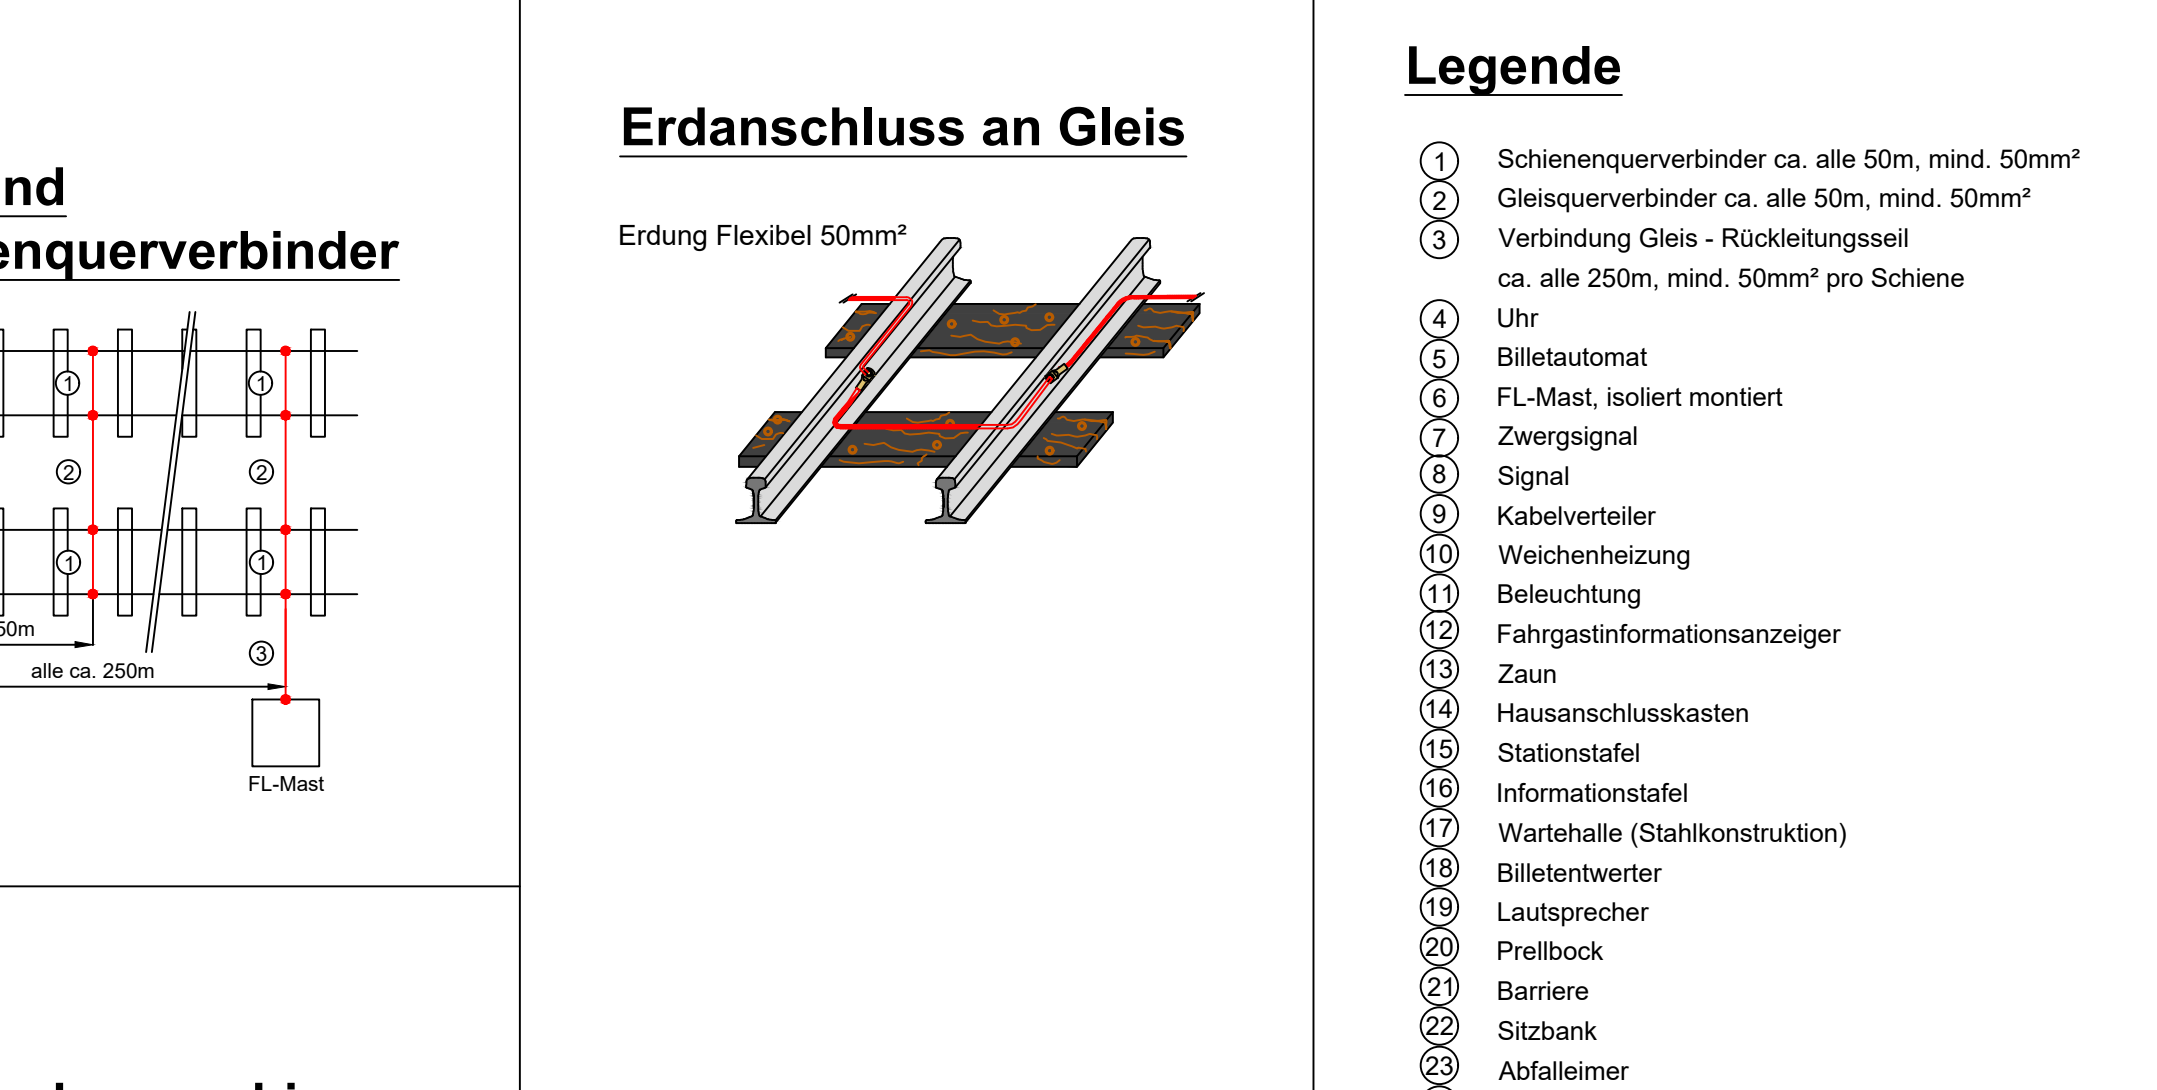 nd
enquerverbinder
1
1
2
2
1
1
50m
3
alle ca. 250m
FL-Mast
Erdanschluss an Gleis
Erdung Flexibel 50mm²
Legende
1 Schienenquerverbinder ca. alle 50m, mind. 50mm²
2 Gleisquerverbinder ca. alle 50m, mind. 50mm²
3 Verbindung Gleis - Rückleitungsseil
ca. alle 250m, mind. 50mm² pro Schiene
4 Uhr
5 Billetautomat
6 FL-Mast, isoliert montiert
7 Zwergsignal
8 Signal
9 Kabelverteiler
10 Weichenheizung
11 Beleuchtung
12 Fahrgastinformationsanzeiger
13 Zaun
14 Hausanschlusskasten
15 Stationstafel
16 Informationstafel
17 Wartehalle (Stahlkonstruktion)
18 Billetentwerter
19 Lautsprecher
20 Prellbock
21 Barriere
22 Sitzbank
23 Abfalleimer